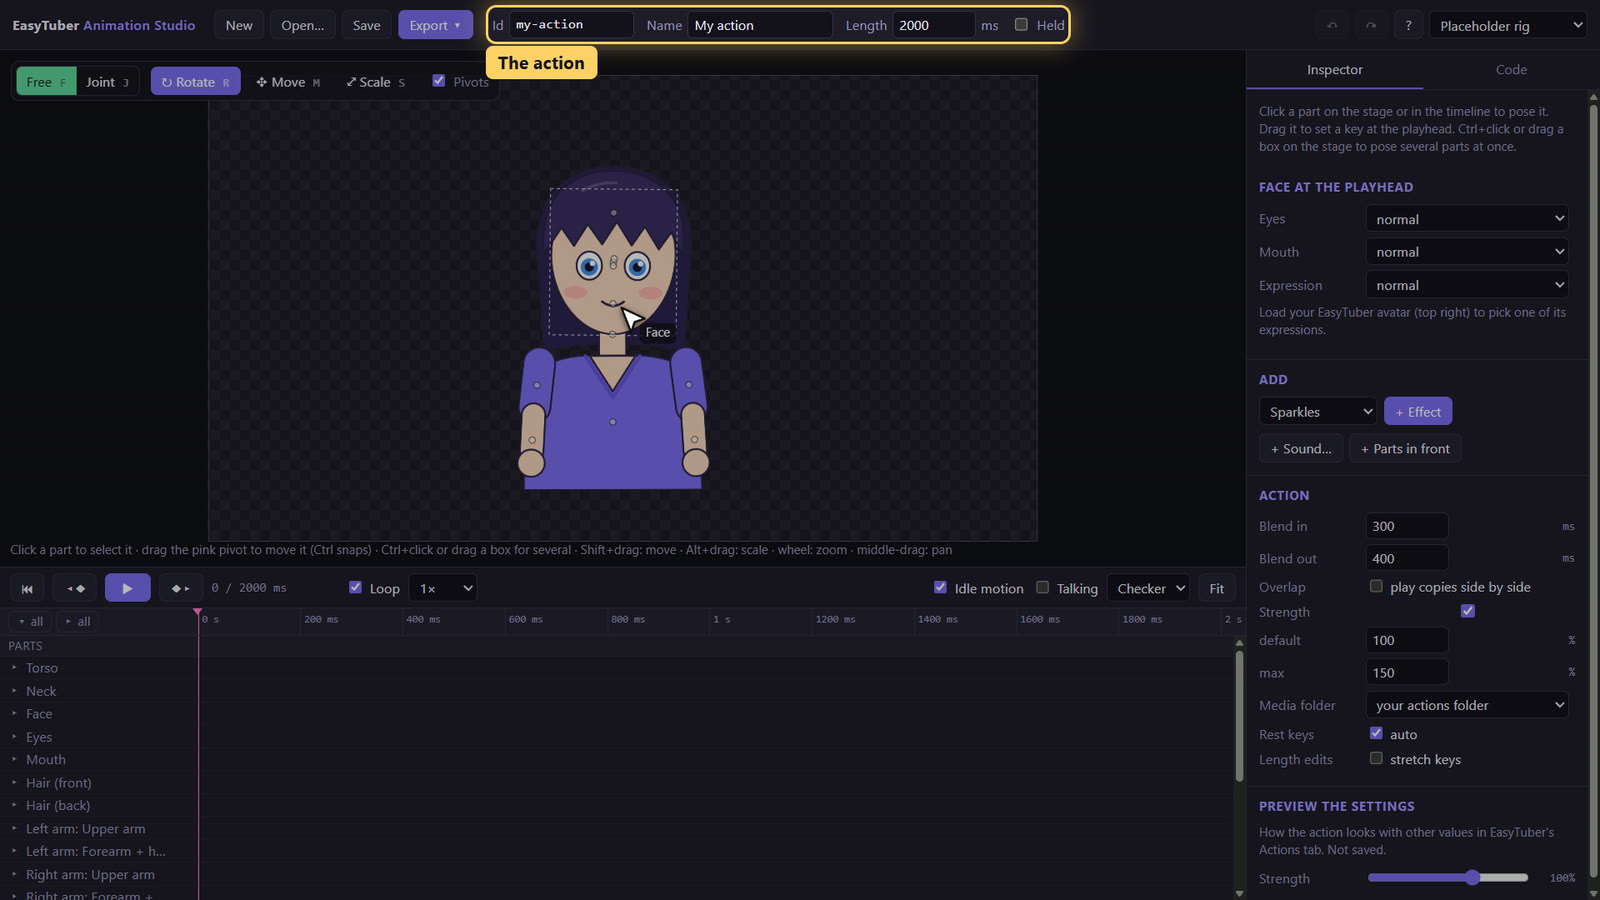 EasyTuber Animation Studio New Open... Save Export ▾ Id my-action Name My action Length 2000 ms Held ? Placeholder rig
The action
Free F Joint J Rotate R Move M Scale S Pivots
Inspector Code
Click a part on the stage or in the timeline to pose it.
Drag it to set a key at the playhead. Ctrl+click or drag a
box on the stage to pose several parts at once.
FACE AT THE PLAYHEAD
Eyes normal
Mouth normal
Expression normal
Load your EasyTuber avatar (top right) to pick one of its
expressions.
Face
ADD
Sparkles + Effect
+ Sound... + Parts in front
ACTION
Blend in 300 ms
Blend out 400 ms
Overlap play copies side by side
Strength
default 100 %
max 150 %
Media folder your actions folder
Rest keys auto
Length edits stretch keys
PREVIEW THE SETTINGS
How the action looks with other values in EasyTuber's
Actions tab. Not saved.
Strength 100%
Click a part to select it · drag the pink pivot to move it (Ctrl snaps) · Ctrl+click or drag a box for several · Shift+drag: move · Alt+drag: scale · wheel: zoom · middle-drag: pan
0 / 2000 ms Loop 1× Idle motion Talking Checker Fit
▾ all ▸ all 0 s 200 ms 400 ms 600 ms 800 ms 1 s 1200 ms 1400 ms 1600 ms 1800 ms 2 s
PARTS
Torso
Neck
Face
Eyes
Mouth
Hair (front)
Hair (back)
Left arm: Upper arm
Left arm: Forearm + h...
Right arm: Upper arm
Right arm: Forearm +